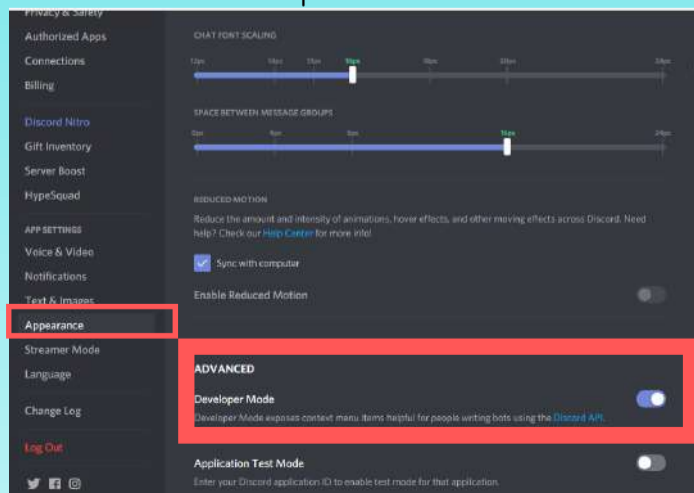 Privacy & Safety
Authorized Apps
Connections
Billing
Discord Nitro
Gift Inventory
Server Boost
HypeSquad
APP SETTINGS
Voice & Video
Notifications
Text & Images
Appearance
Streamer Mode
Language
Change Log
Log Out
CHAT FONT SCALING
12px 14px 15px 16px 18px 20px 24px
SPACE BETWEEN MESSAGE GROUPS
0px 4px 8px 16px 24px
REDUCED MOTION
Reduce the amount and intensity of animations, hover effects, and other moving effects across Discord. Need
help? Check our Help Center for more info!
Sync with computer
Enable Reduced Motion
ADVANCED
Developer Mode
Developer Mode exposes context menu items helpful for people writing bots using the Discord API.
Application Test Mode
Enter your Discord application ID to enable test mode for that application.